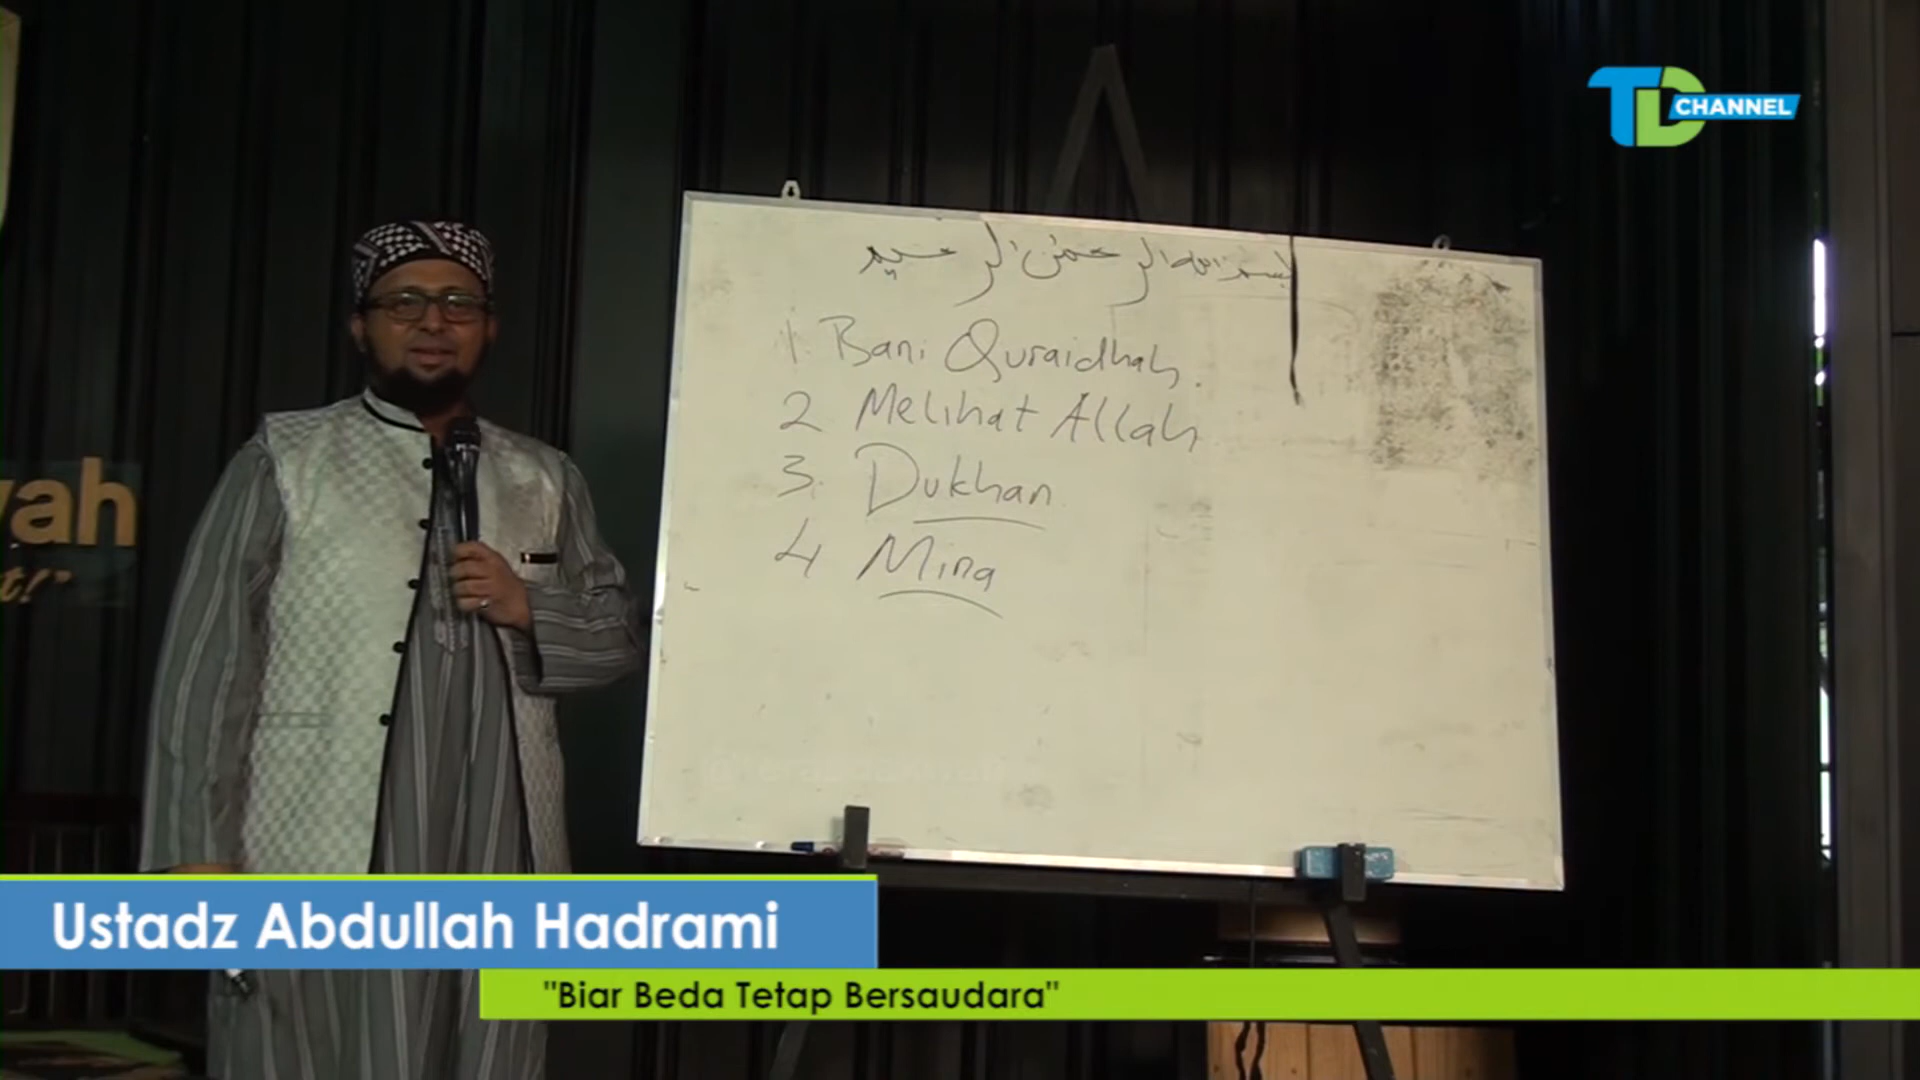 TD CHANNEL
بسم الله الرحمن الرحيم
1. Bani Quraidhah.
2 Melihat Allah
3. Dukhan
4 Mina
yah
t!"
Ustadz Abdullah Hadrami
"Biar Beda Tetap Bersaudara"